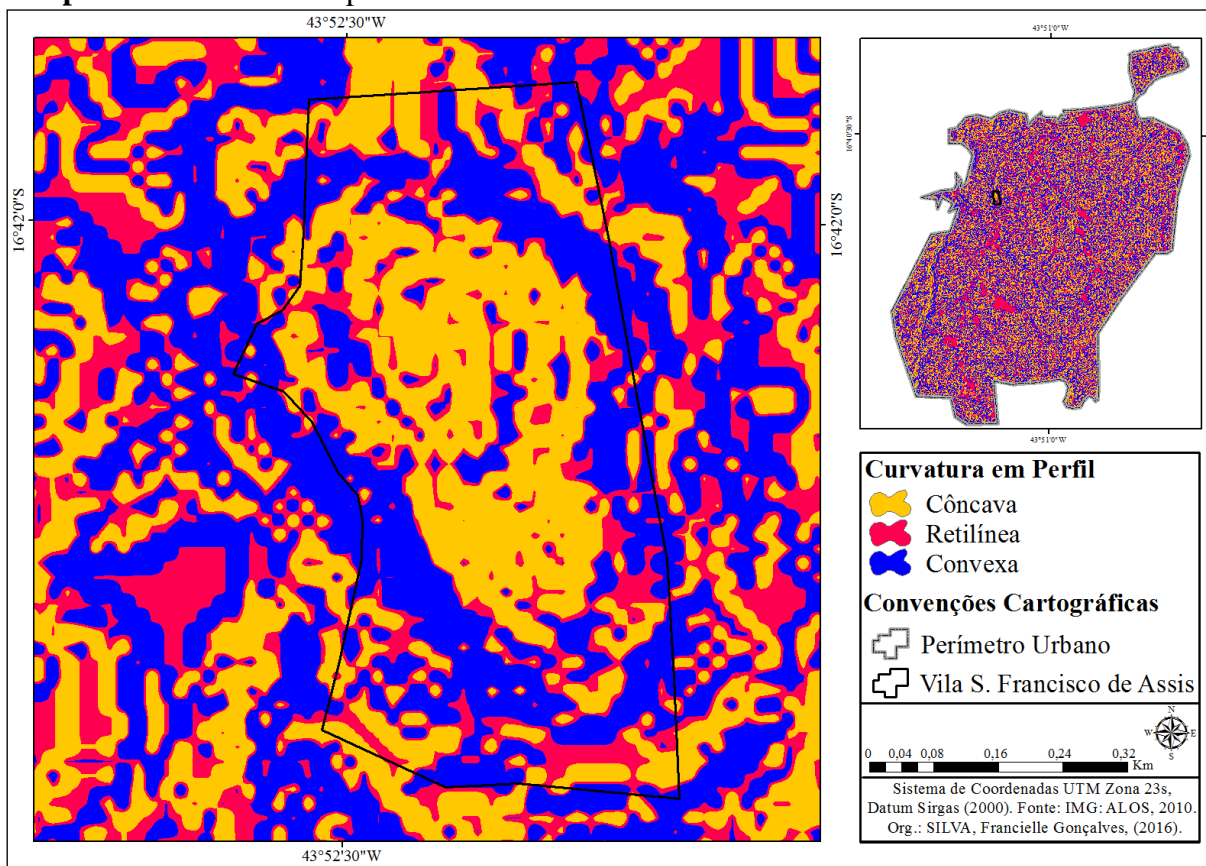 43°52'30"W
16°42'0"S
16°42'0"S
43°52'30"W
43°51'0"W
16°40'30"S
43°51'0"W
Curvatura em Perfil
Côncava
Retilínea
Convexa
Convenções Cartográficas
Perímetro Urbano
Vila S. Francisco de Assis
N
W E
S
0 0,04 0,08 0,16 0,24 0,32
Km
Sistema de Coordenadas UTM Zona 23s,
Datum Sirgas (2000). Fonte: IMG: ALOS, 2010.
Org.: SILVA, Francielle Gonçalves, (2016).